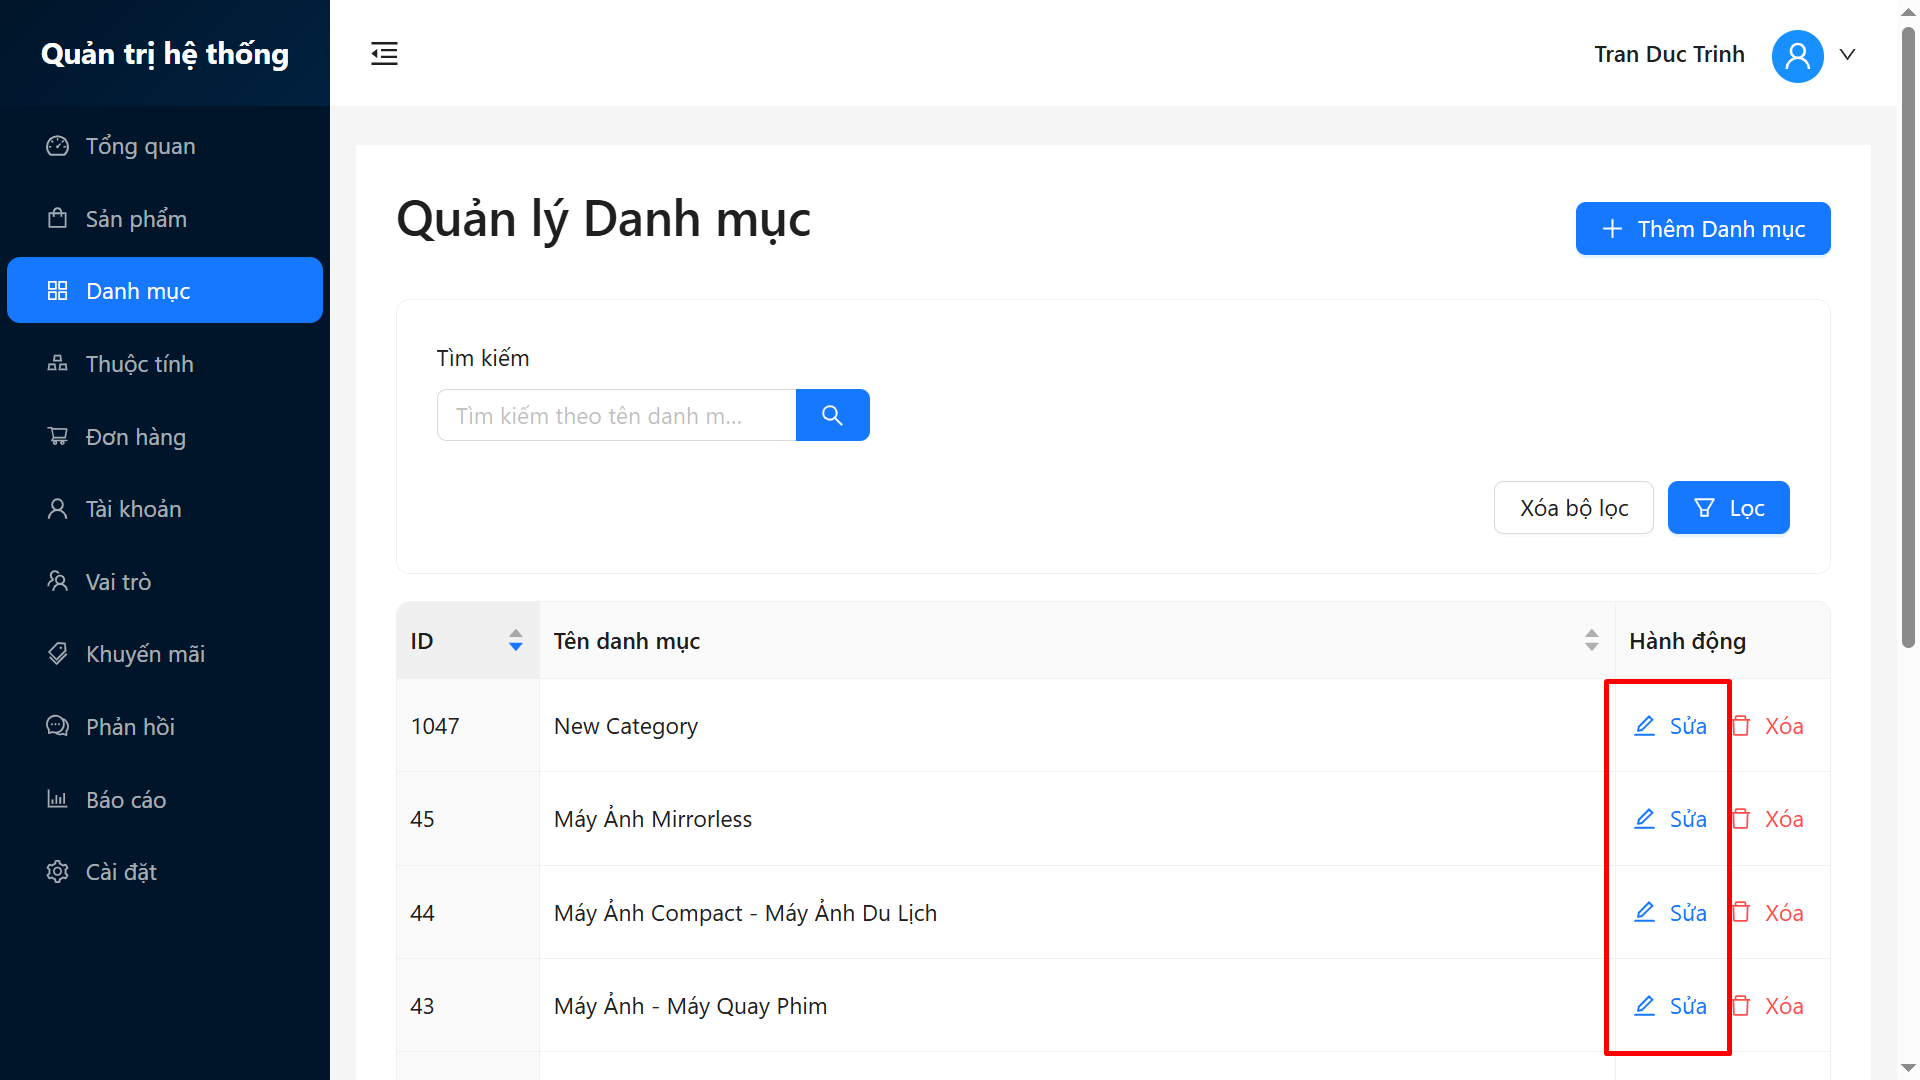 Quản trị hệ thống
Tran Duc Trinh
Tổng quan
Sản phẩm
Danh mục
Thuộc tính
Đơn hàng
Tài khoản
Vai trò
Khuyến mãi
Phản hồi
Báo cáo
Cài đặt
Quản lý Danh mục
Thêm Danh mục
Tìm kiếm
Tìm kiếm theo tên danh m...
Xóa bộ lọc
Lọc
ID Tên danh mục Hành động
1047 New Category Sửa Xóa
45 Máy Ảnh Mirrorless Sửa Xóa
44 Máy Ảnh Compact - Máy Ảnh Du Lịch Sửa Xóa
43 Máy Ảnh - Máy Quay Phim Sửa Xóa